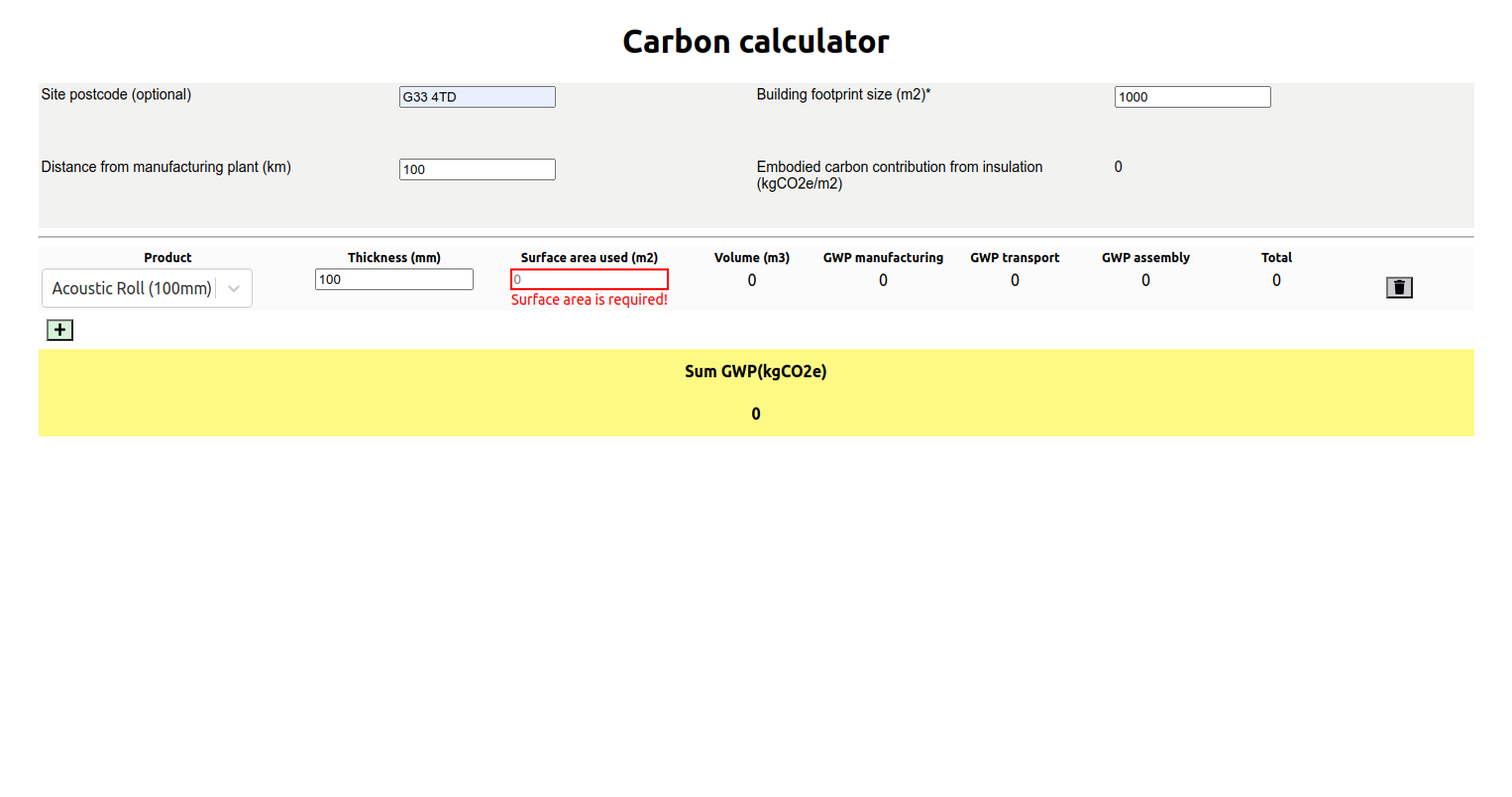 Carbon calculator
Site postcode (optional) G33 4TD Building footprint size (m2)* 1000
Distance from manufacturing plant (km) 100 Embodied carbon contribution from insulation 0
(kgCO2e/m2)
Product Thickness (mm) Surface area used (m2) Volume (m3) GWP manufacturing GWP transport GWP assembly Total
Acoustic Roll (100mm) 100 0 0 0 0 0 0
Surface area is required!
+
Sum GWP(kgCO2e)
0